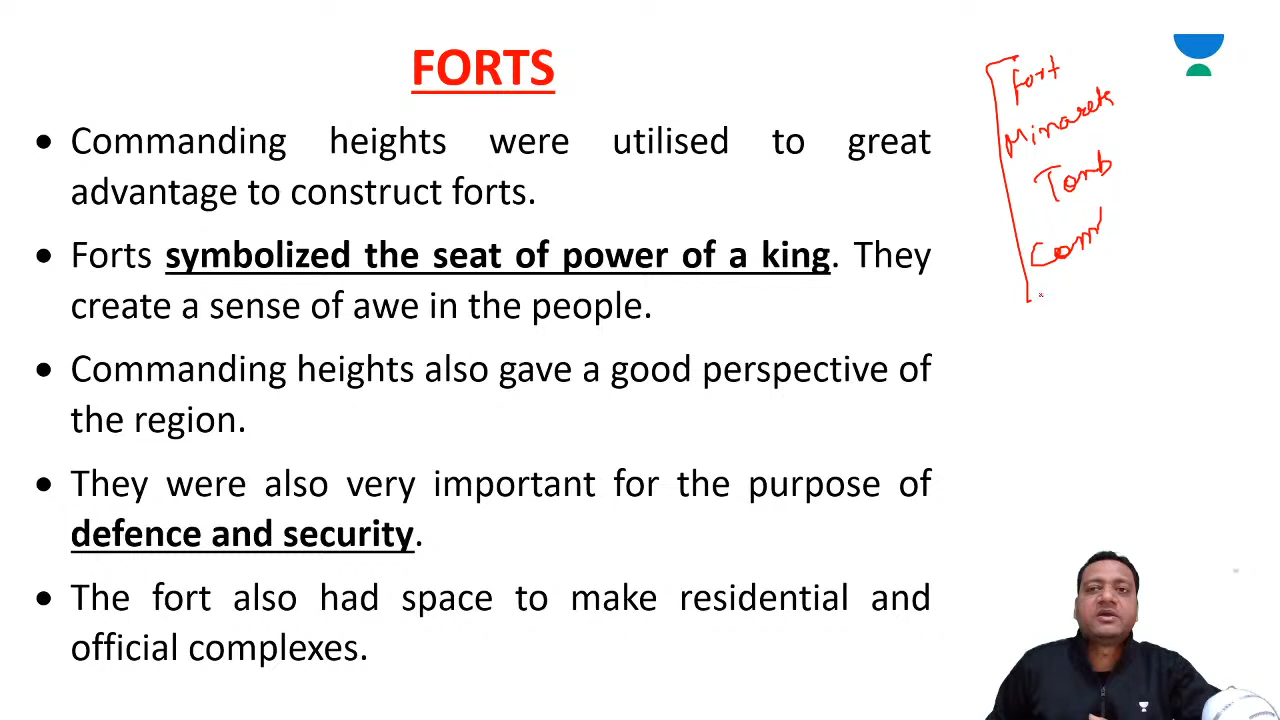 FORTS
• Commanding heights were utilised to great
advantage to construct forts.
• Forts symbolized the seat of power of a king. They
create a sense of awe in the people.
• Commanding heights also gave a good perspective of
the region.
• They were also very important for the purpose of
defence and security.
• The fort also had space to make residential and
official complexes.
Fort
Minarets
Tomb